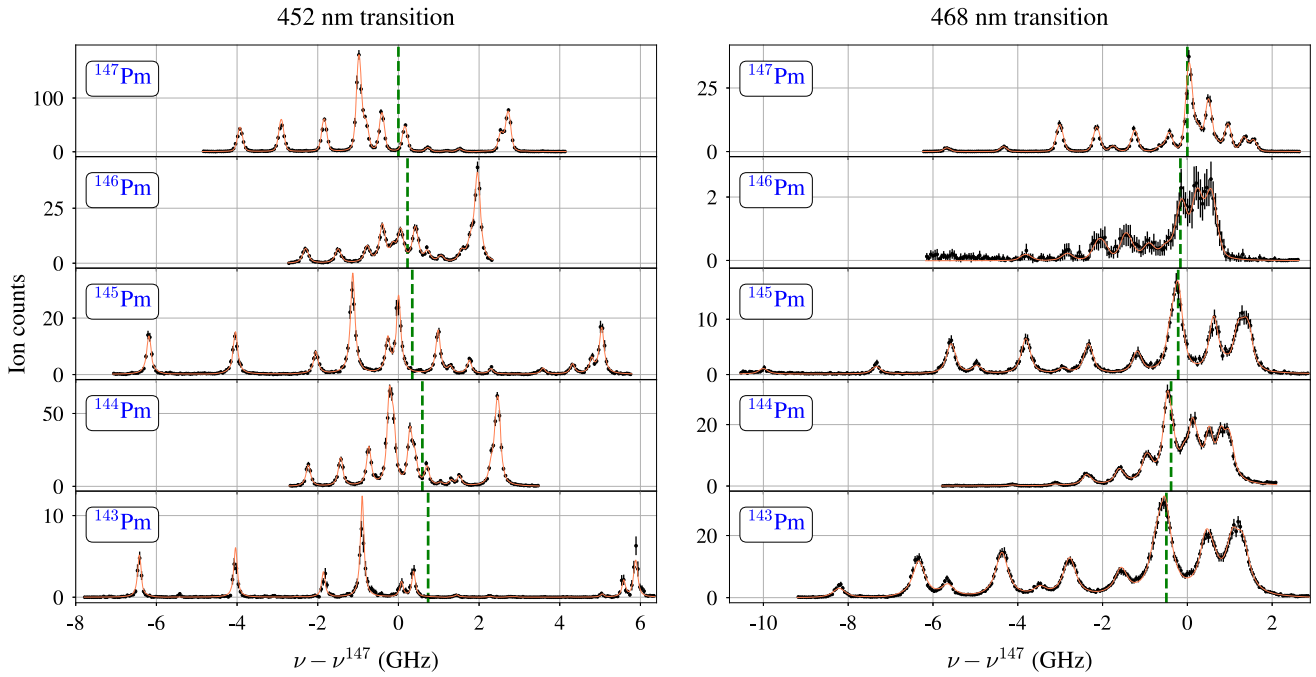 452 nm transition
468 nm transition
Ion counts
100
0
¹⁴⁷Pm
25
0
¹⁴⁶Pm
20
0
¹⁴⁵Pm
50
0
¹⁴⁴Pm
10
0
¹⁴³Pm
-8 -6 -4 -2 0 2 4 6
ν − ν¹⁴⁷ (GHz)
25
0
¹⁴⁷Pm
2
0
¹⁴⁶Pm
10
0
¹⁴⁵Pm
20
0
¹⁴⁴Pm
20
0
¹⁴³Pm
-10 -8 -6 -4 -2 0 2
ν − ν¹⁴⁷ (GHz)